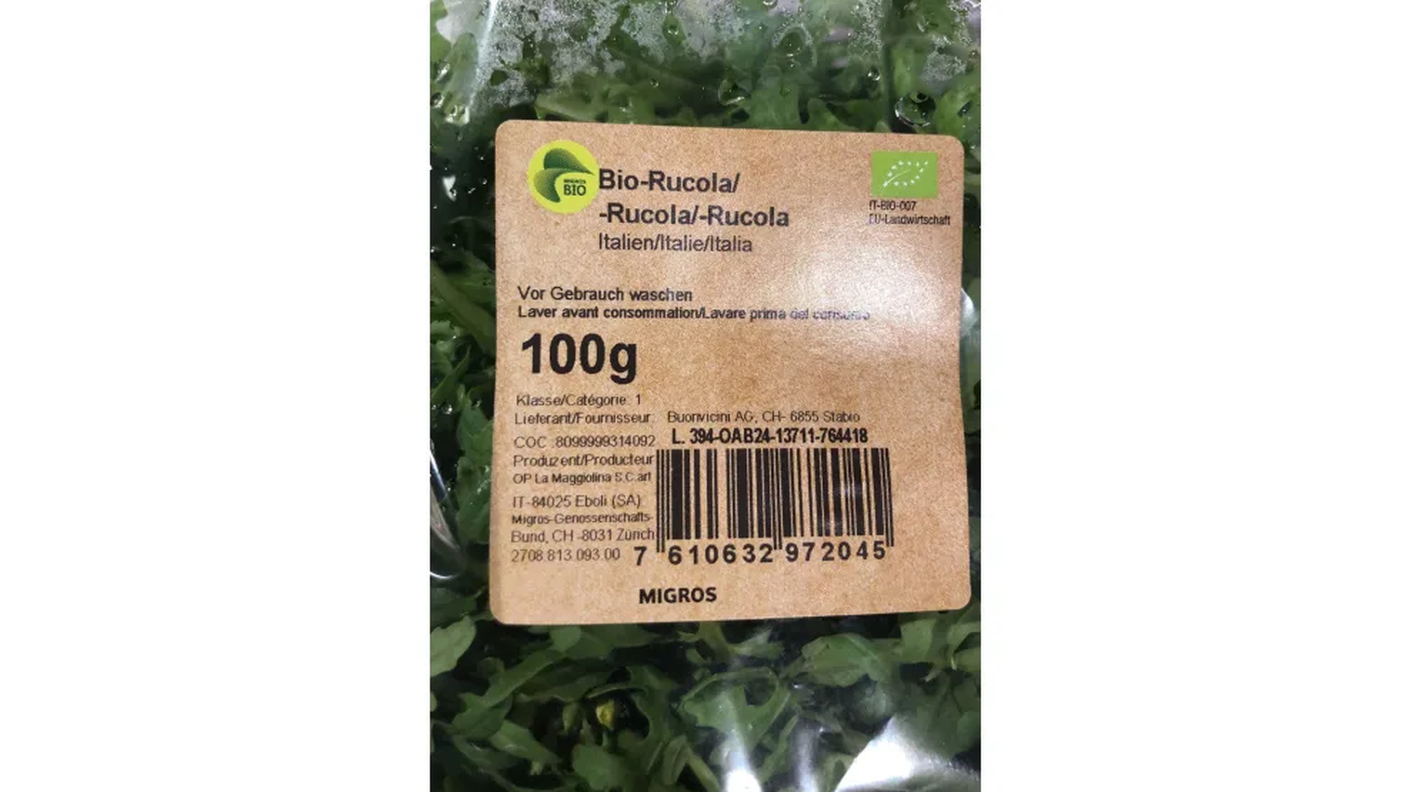 MIGROS
BIO
Bio-Rucola/
-Rucola/-Rucola
Italien/Italie/Italia
IT-BIO-007
EU-Landwirtschaft
Vor Gebrauch waschen
Laver avant consommation/Lavare prima del consumo
100g
Klasse/Catégorie: 1
Lieferant/Fournisseur: Buonvicini AG, CH- 6855 Stabio
COC :8099999314092 L. 394-OAB24-13711-764418
Produzent/Producteur
OP La Maggiolina S.C.arl
IT-84025 Eboli (SA)
Migros-Genossenschafts-
Bund, CH -8031 Zürich
2708.813.093.00
7 610632 972045
MIGROS